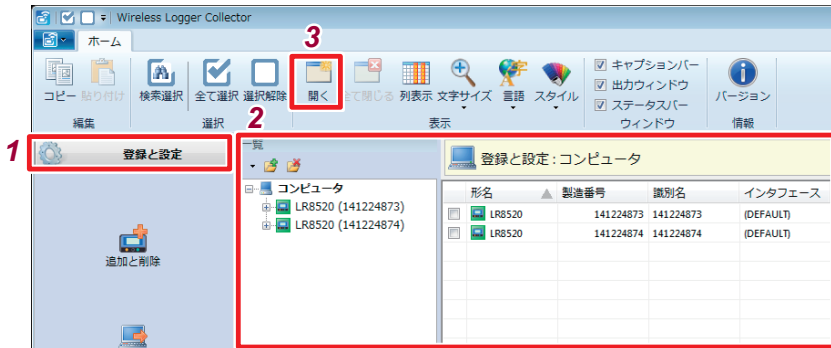 Wireless Logger Collector
ホーム
3
コピー 貼り付け 検索選択 全て選択 選択解除 開く 全て閉じる 列表示 文字サイズ 言語 スタイル
キャプションバー
出力ウィンドウ
ステータスバー
バージョン
編集 選択 表示 ウィンドウ 情報
2
1
登録と設定
一覧
登録と設定:コンピュータ
コンピュータ
LR8520 (141224873)
LR8520 (141224874)
形名 製造番号 識別名 インタフェース
LR8520 141224873 141224873 (DEFAULT)
LR8520 141224874 141224874 (DEFAULT)
追加と削除